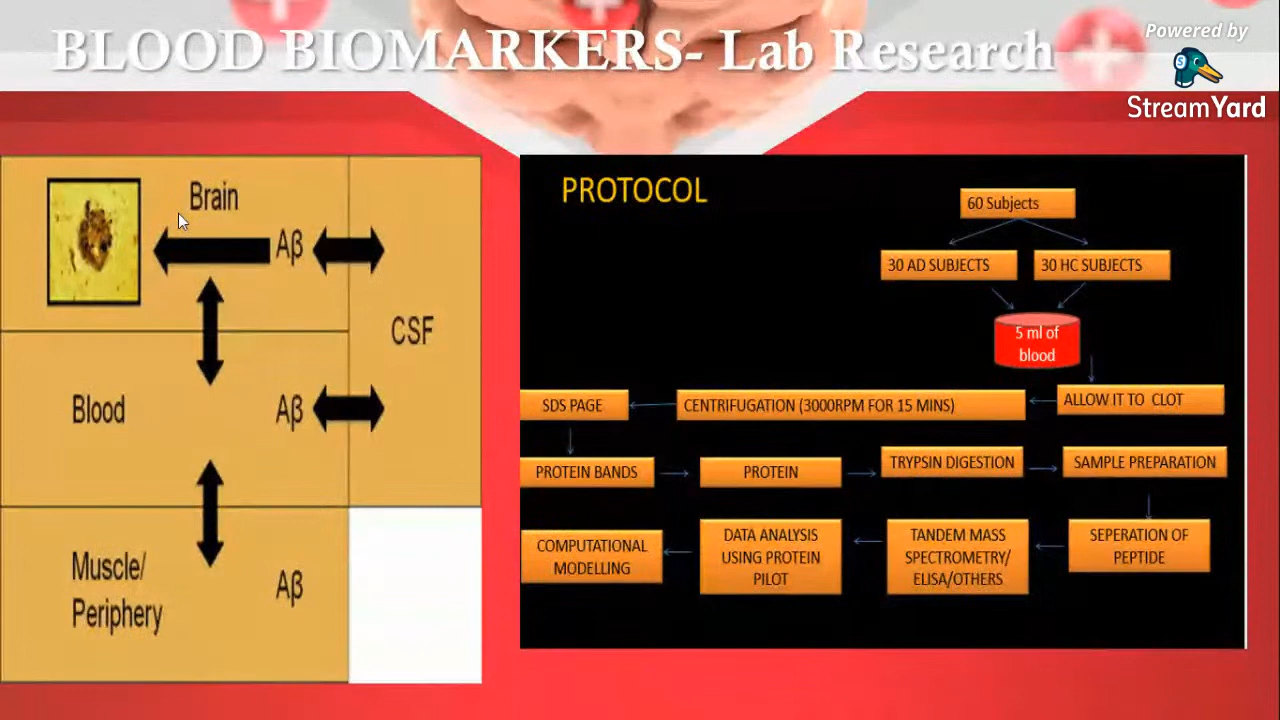 BLOOD BIOMARKERS- Lab Research
Powered by
StreamYard
Brain
Aβ
CSF
Blood
Aβ
Muscle/
Periphery
Aβ
PROTOCOL
60 Subjects
30 AD SUBJECTS
30 HC SUBJECTS
5 ml of
blood
ALLOW IT TO CLOT
CENTRIFUGATION (3000RPM FOR 15 MINS)
SDS PAGE
PROTEIN BANDS
PROTEIN
TRYPSIN DIGESTION
SAMPLE PREPARATION
SEPERATION OF
PEPTIDE
TANDEM MASS
SPECTROMETRY/
ELISA/OTHERS
DATA ANALYSIS
USING PROTEIN
PILOT
COMPUTATIONAL
MODELLING